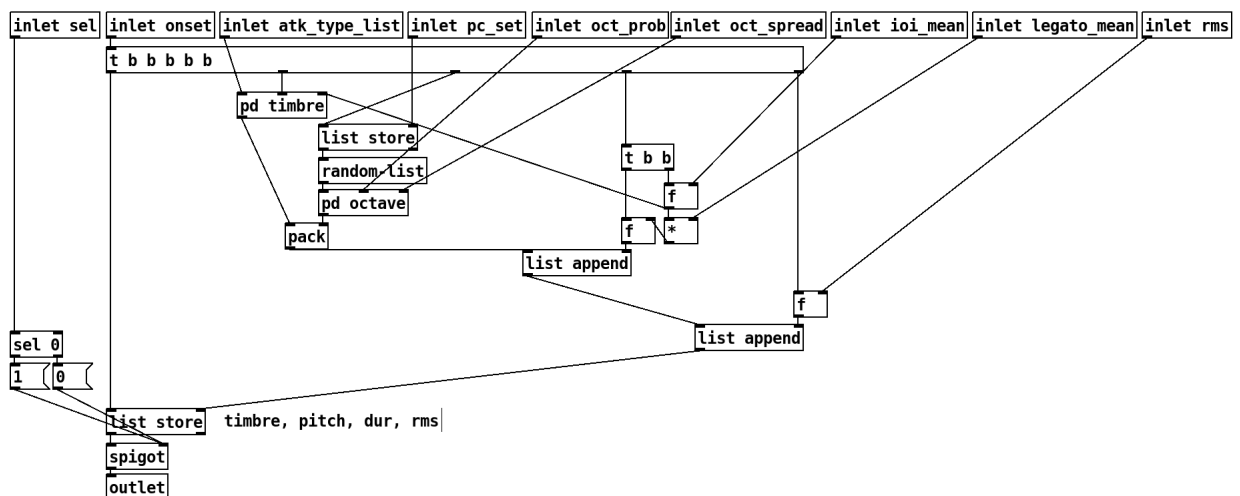 inlet sel inlet onset inlet atk_type_list inlet pc_set inlet oct_prob inlet oct_spread inlet ioi_mean inlet legato_mean inlet rms
t b b b b b
pd timbre
list store
t b b
random-list
f
pd octave
pack f *
list append
f
list append
sel 0
1 0
list store timbre, pitch, dur, rms
spigot
outlet